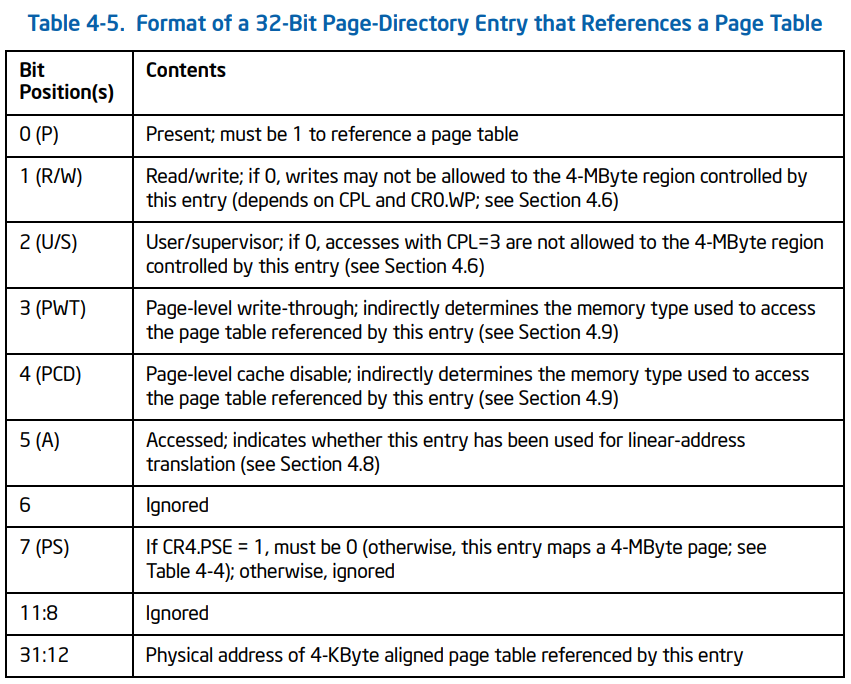 Table 4-5. Format of a 32-Bit Page-Directory Entry that References a Page Table
Bit
Position(s)
Contents
0 (P)
Present; must be 1 to reference a page table
1 (R/W)
Read/write; if 0, writes may not be allowed to the 4-MByte region controlled by
this entry (depends on CPL and CR0.WP; see Section 4.6)
2 (U/S)
User/supervisor; if 0, accesses with CPL=3 are not allowed to the 4-MByte region
controlled by this entry (see Section 4.6)
3 (PWT)
Page-level write-through; indirectly determines the memory type used to access
the page table referenced by this entry (see Section 4.9)
4 (PCD)
Page-level cache disable; indirectly determines the memory type used to access
the page table referenced by this entry (see Section 4.9)
5 (A)
Accessed; indicates whether this entry has been used for linear-address
translation (see Section 4.8)
6
Ignored
7 (PS)
If CR4.PSE = 1, must be 0 (otherwise, this entry maps a 4-MByte page; see
Table 4-4); otherwise, ignored
11:8
Ignored
31:12
Physical address of 4-KByte aligned page table referenced by this entry